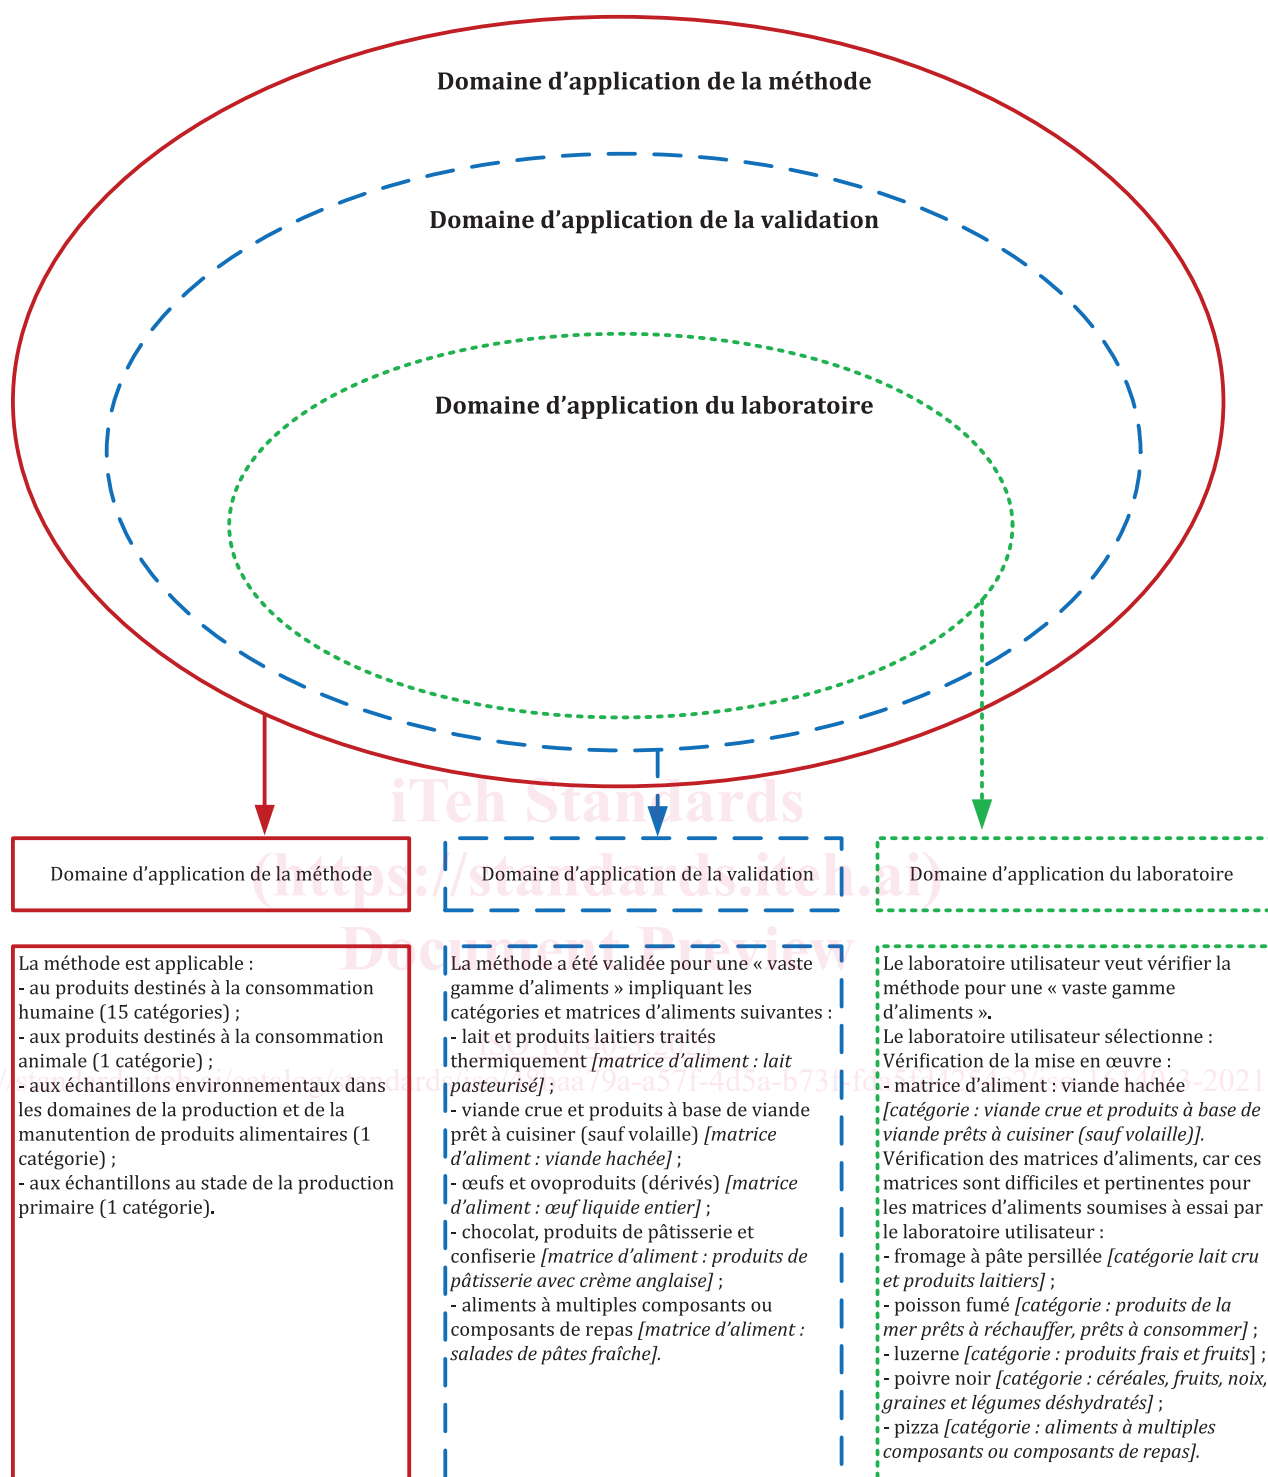 Domaine d’application de la méthode
Domaine d’application de la validation
Domaine d’application du laboratoire
iTeh Standards
(https://standards.iteh.ai)
Document Preview
Domaine d’application de la méthode
Domaine d’application de la validation
Domaine d’application du laboratoire
La méthode est applicable :
- au produits destinés à la consommation
humaine (15 catégories) ;
- aux produits destinés à la consommation
animale (1 catégorie) ;
- aux échantillons environnementaux dans
les domaines de la production et de la
manutention de produits alimentaires (1
catégorie) ;
- aux échantillons au stade de la production
primaire (1 catégorie).
La méthode a été validée pour une « vaste
gamme d’aliments » impliquant les
catégories et matrices d’aliments suivantes :
- lait et produits laitiers traités
thermiquement [matrice d’aliment : lait
pasteurisé] ;
- viande crue et produits à base de viande
prêt à cuisiner (sauf volaille) [matrice
d’aliment : viande hachée] ;
- œufs et ovoproduits (dérivés) [matrice
d’aliment : œuf liquide entier] ;
- chocolat, produits de pâtisserie et
confiserie [matrice d’aliment : produits de
pâtisserie avec crème anglaise] ;
- aliments à multiples composants ou
composants de repas [matrice d’aliment :
salades de pâtes fraîche].
Le laboratoire utilisateur veut vérifier la
méthode pour une « vaste gamme
d’aliments ».
Le laboratoire utilisateur sélectionne :
Vérification de la mise en œuvre :
- matrice d’aliment : viande hachée
[catégorie : viande crue et produits à base de
viande prêts à cuisiner (sauf volaille)].
Vérification des matrices d’aliments, car ces
matrices sont difficiles et pertinentes pour
les matrices d’aliments soumises à essai par
le laboratoire utilisateur :
- fromage à pâte persillée [catégorie lait cru
et produits laitiers] ;
- poisson fumé [catégorie : produits de la
mer prêts à réchauffer, prêts à consommer] ;
- luzerne [catégorie : produits frais et fruits] ;
- poivre noir [catégorie : céréales, fruits, noix,
graines et légumes déshydratés] ;
- pizza [catégorie : aliments à multiples
composants ou composants de repas].